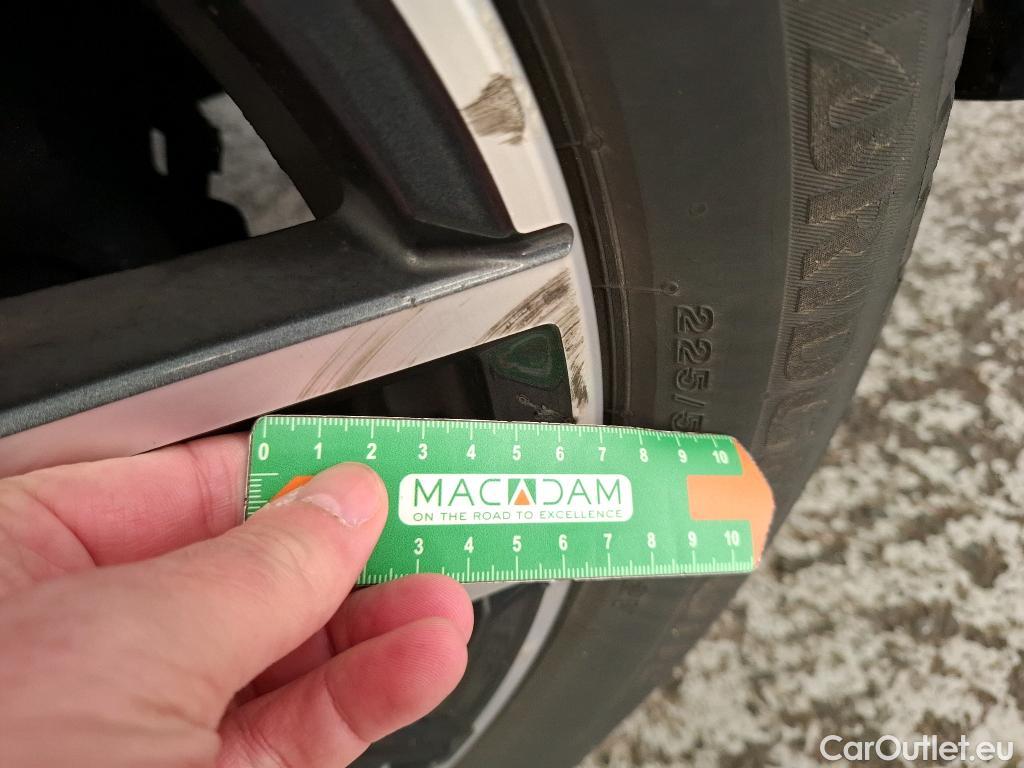 225/5
0 1 2 3 4 5 6 7 8 9 10
MACADAM
ON THE ROAD TO EXCELLENCE
3 4 5 6 7 8 9 10
CarOutlet.eu